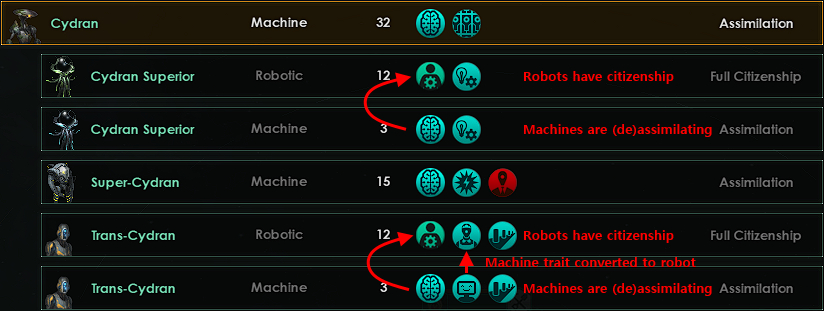 Cydran Machine 32 Assimilation
Cydran Superior Robotic 12 Robots have citizenship Full Citizenship
Cydran Superior Machine 3 Machines are (de)assimilating Assimilation
Super-Cydran Machine 15 Assimilation
Trans-Cydran Robotic 12 Robots have citizenship Full Citizenship
Machine trait converted to robot
Trans-Cydran Machine 3 Machines are (de)assimilating Assimilation